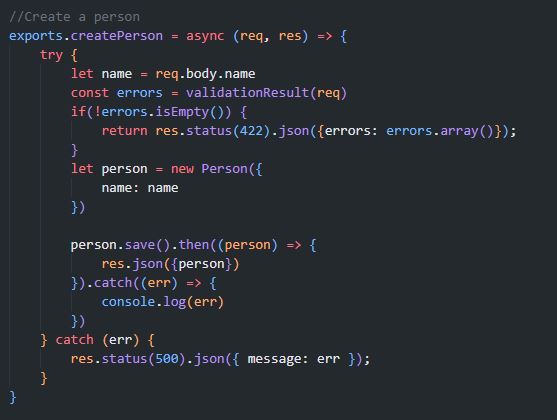 //Create a person
exports.createPerson = async (req, res) => {
    try {
        let name = req.body.name
        const errors = validationResult(req)
        if(!errors.isEmpty()) {
            return res.status(422).json({errors: errors.array()});
        }
        let person = new Person({
            name: name
        })

        person.save().then((person) => {
            res.json({person})
        }).catch((err) => {
            console.log(err)
        })
    } catch (err) {
        res.status(500).json({ message: err });
    }
}